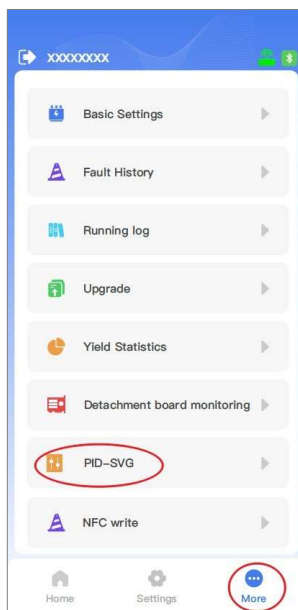 XXXXXXXX
Basic Settings
Fault History
Running log
Upgrade
Yield Statistics
Detachment board monitoring
PID-SVG
NFC write
Home Settings More